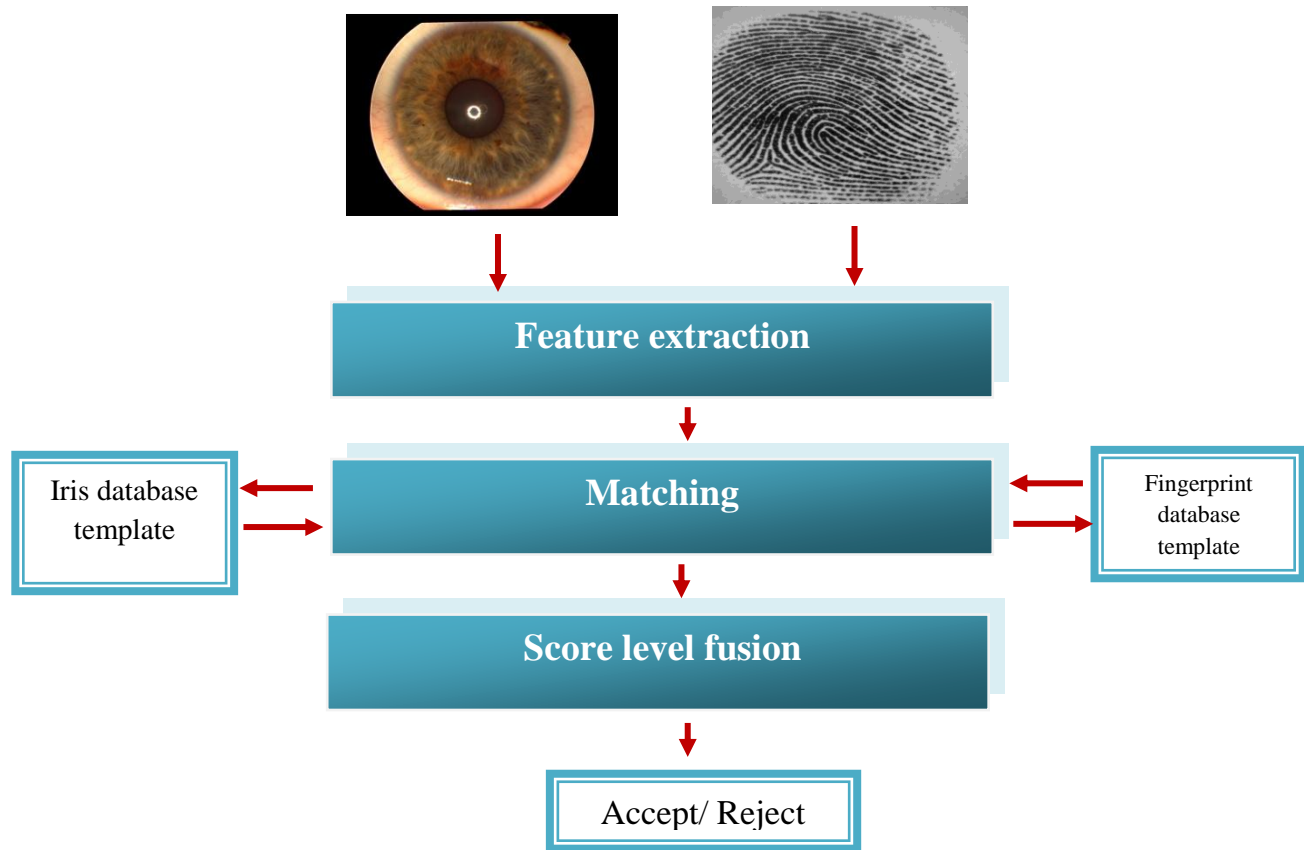 Feature extraction
Iris database
template
Matching
Fingerprint
database
template
Score level fusion
Accept/ Reject